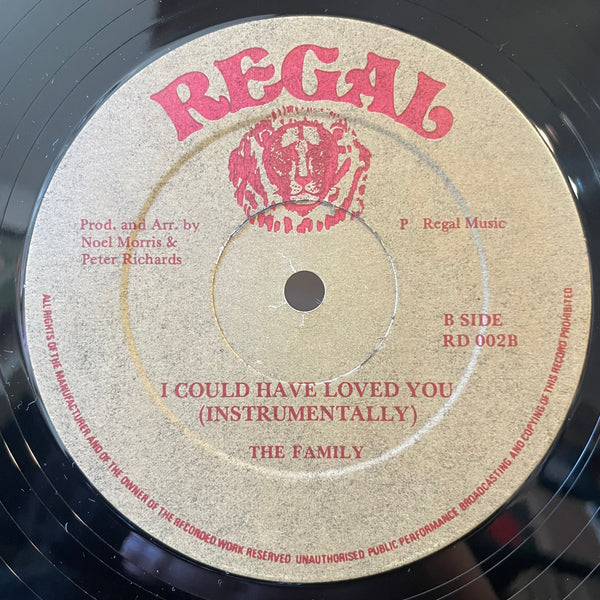 REGAL
Prod. and Arr. by
Noel Morris &
Peter Richards
P Regal Music
B SIDE
RD 002B
I COULD HAVE LOVED YOU
(INSTRUMENTALLY)
THE FAMILY
ALL RIGHTS OF THE MANUFACTURER AND OF THE OWNER OF THE RECORDED WORK RESERVED UNAUTHORISED PUBLIC PERFORMANCE BROADCASTING AND COPYING OF THIS RECORD PROHIBITED